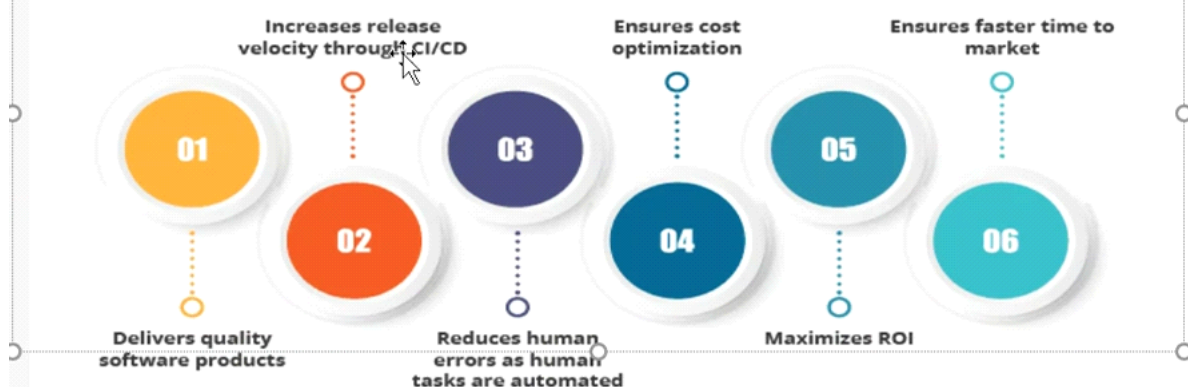 Increases release
velocity through CI/CD
Ensures cost
optimization
Ensures faster time to
market
01
03
05
02
04
06
Delivers quality
software products
Reduces human
errors as human
tasks are automated
Maximizes ROI